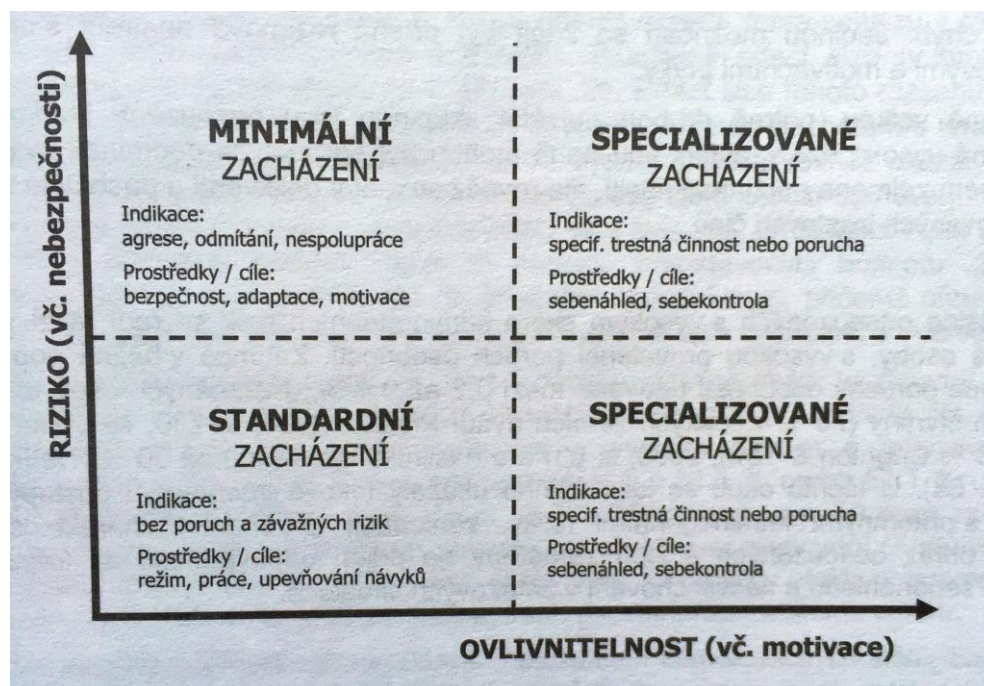 RIZIKO (vč. nebezpečnosti)
MINIMÁLNÍ
ZACHÁZENÍ
Indikace:
agrese, odmítání, nespolupráce
Prostředky / cíle:
bezpečnost, adaptace, motivace
SPECIALIZOVANÉ
ZACHÁZENÍ
Indikace:
specif. trestná činnost nebo porucha
Prostředky / cíle:
sebenáhled, sebekontrola
STANDARDNÍ
ZACHÁZENÍ
Indikace:
bez poruch a závažných rizik
Prostředky / cíle:
režim, práce, upevňování návyků
SPECIALIZOVANÉ
ZACHÁZENÍ
Indikace:
specif. trestná činnost nebo porucha
Prostředky / cíle:
sebenáhled, sebekontrola
OVLIVNITELNOST (vč. motivace)